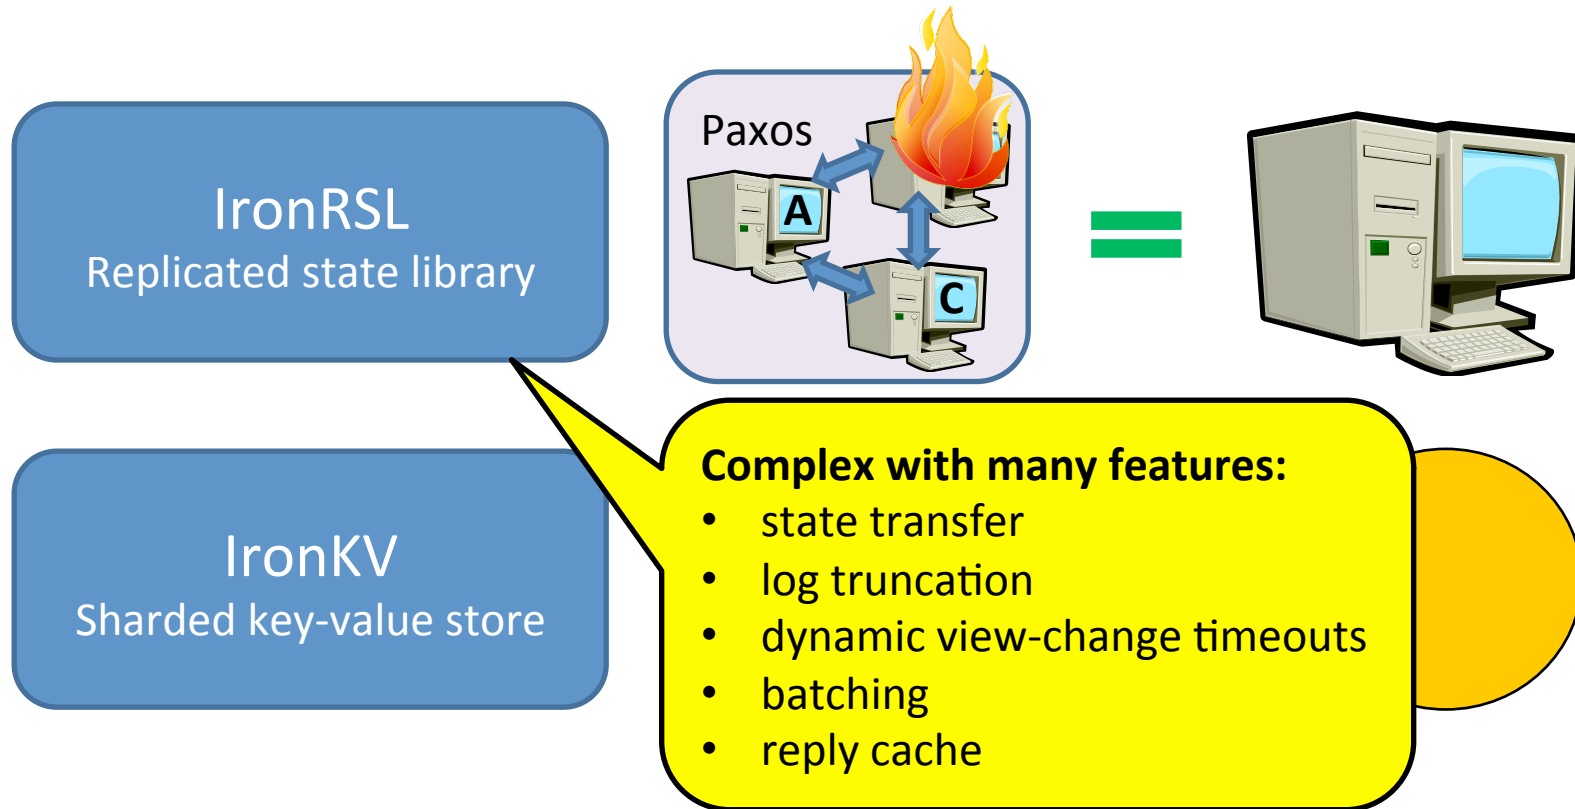 IronRSL
Replicated state library
Paxos
A
C
IronKV
Sharded key-value store
Complex with many features:
• state transfer
• log truncation
• dynamic view-change timeouts
• batching
• reply cache